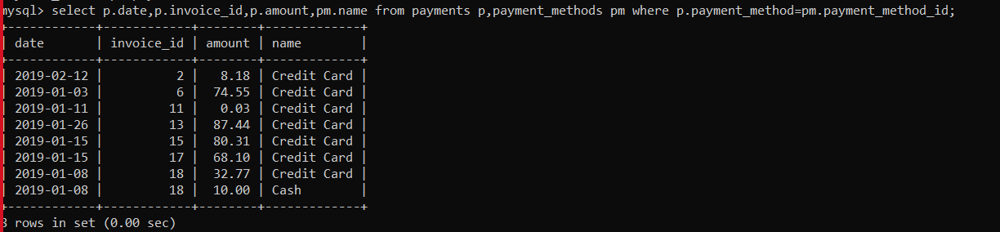 mysql> select p.date,p.invoice_id,p.amount,pm.name from payments p,payment_methods pm where p.payment_method=pm.payment_method_id;
+------------+------------+--------+-------------+
| date       | invoice_id | amount | name        |
+------------+------------+--------+-------------+
| 2019-02-12 |          2 |   8.18 | Credit Card |
| 2019-01-03 |          6 |  74.55 | Credit Card |
| 2019-01-11 |         11 |   0.03 | Credit Card |
| 2019-01-26 |         13 |  87.44 | Credit Card |
| 2019-01-15 |         15 |  80.31 | Credit Card |
| 2019-01-15 |         17 |  68.10 | Credit Card |
| 2019-01-08 |         18 |  32.77 | Credit Card |
| 2019-01-08 |         18 |  10.00 | Cash        |
+------------+------------+--------+-------------+
8 rows in set (0.00 sec)